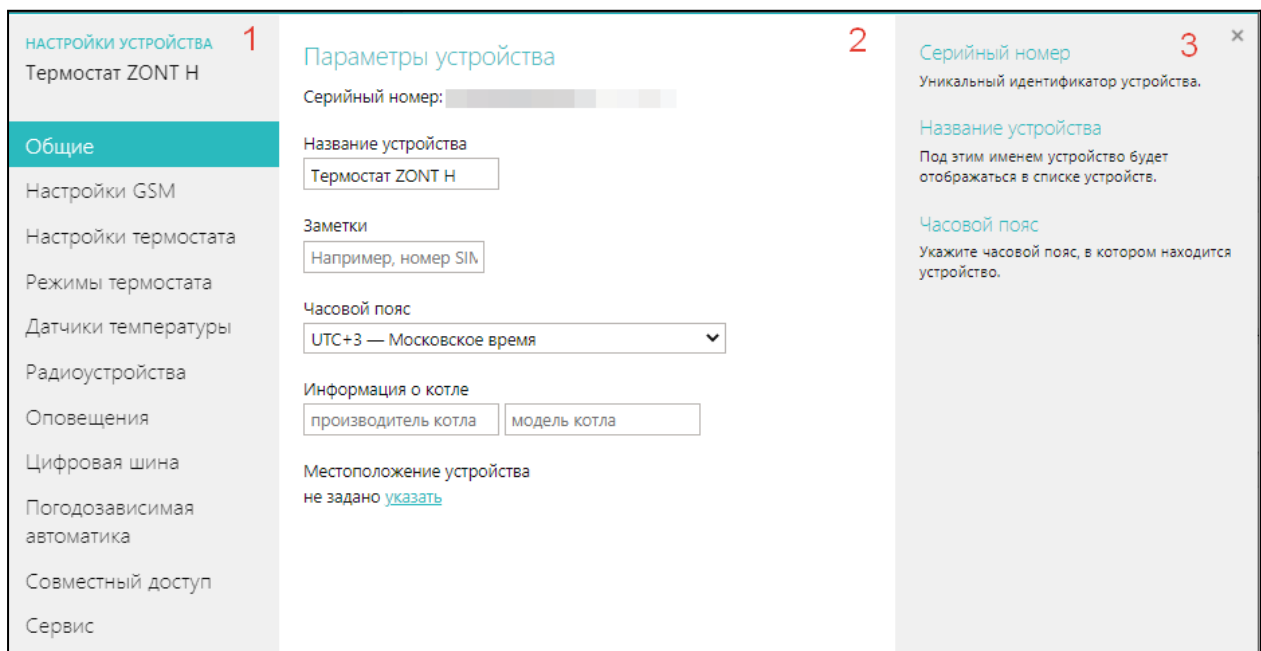 НАСТРОЙКИ УСТРОЙСТВА
Термостат ZONT H
1
Общие
Настройки GSM
Настройки термостата
Режимы термостата
Датчики температуры
Радиоустройства
Оповещения
Цифровая шина
Погодозависимая
автоматика
Совместный доступ
Сервис
2
Параметры устройства
Серийный номер:
Название устройства
Термостат ZONT H
Заметки
Например, номер SIM
Часовой пояс
UTC+3 — Московское время
Информация о котле
производитель котла
модель котла
Местоположение устройства
не задано указать
3
×
Серийный номер
Уникальный идентификатор устройства.
Название устройства
Под этим именем устройство будет
отображаться в списке устройств.
Часовой пояс
Укажите часовой пояс, в котором находится
устройство.